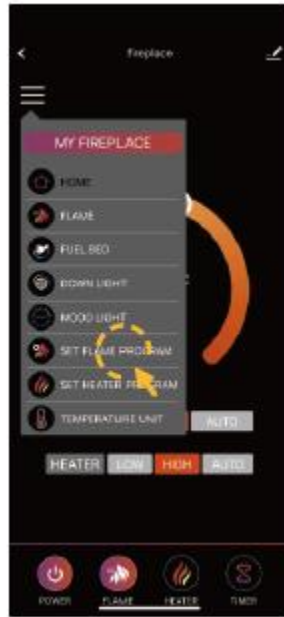 fireplace
MY FIREPLACE
HOME
FLAME
FUEL BED
DOWN LIGHT
MOOD LIGHT
SET FLAME PROGRAM
SET HEATER PROGRAM
TEMPERATURE UNIT
AUTO
HEATER LOW HIGH AUTO
POWER FLAME HEATER TIMER